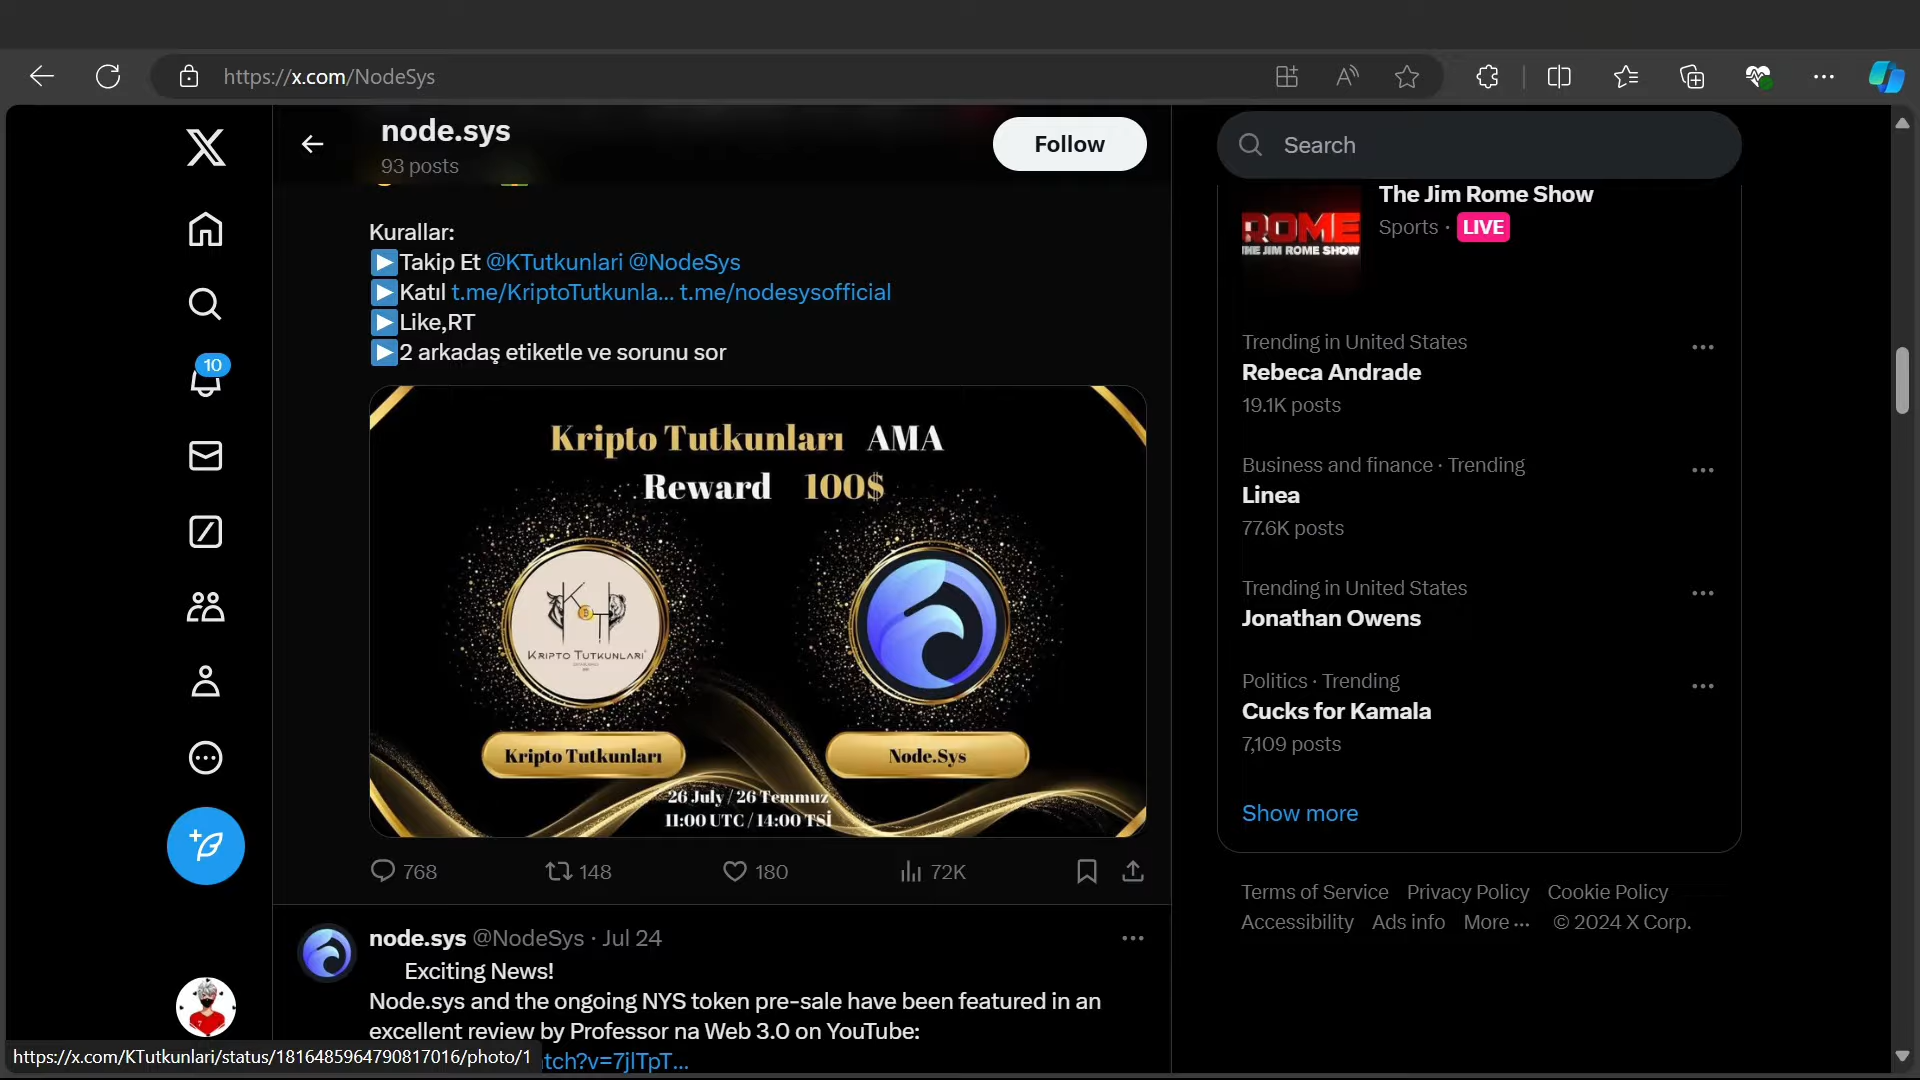 https://x.com/NodeSys
node.sys
93 posts
Follow
Kurallar:
Takip Et @KTutkunlari @NodeSys
Katıl t.me/KriptoTutkunla... t.me/nodesysofficial
Like,RT
2 arkadaş etiketle ve sorunu sor
Kripto Tutkunları AMA
Reward 100$
KRIPTO TUTKUNLARI
Kripto Tutkunları
Node.Sys
26 July / 26 Temmuz
11:00 UTC / 14:00 TSİ
768
148
180
72K
node.sys @NodeSys · Jul 24
Exciting News!
Node.sys and the ongoing NYS token pre-sale have been featured in an
excellent review by Professor na Web 3.0 on YouTube:
tch?v=7jlTpT...
10
https://x.com/KTutkunlari/status/1816485964790817016/photo/1
Search
ROME
THE JIM ROME SHOW
The Jim Rome Show
Sports · LIVE
Trending in United States
Rebeca Andrade
19.1K posts
Business and finance · Trending
Linea
77.6K posts
Trending in United States
Jonathan Owens
Politics · Trending
Cucks for Kamala
7,109 posts
Show more
Terms of Service Privacy Policy Cookie Policy
Accessibility Ads info More ... © 2024 X Corp.